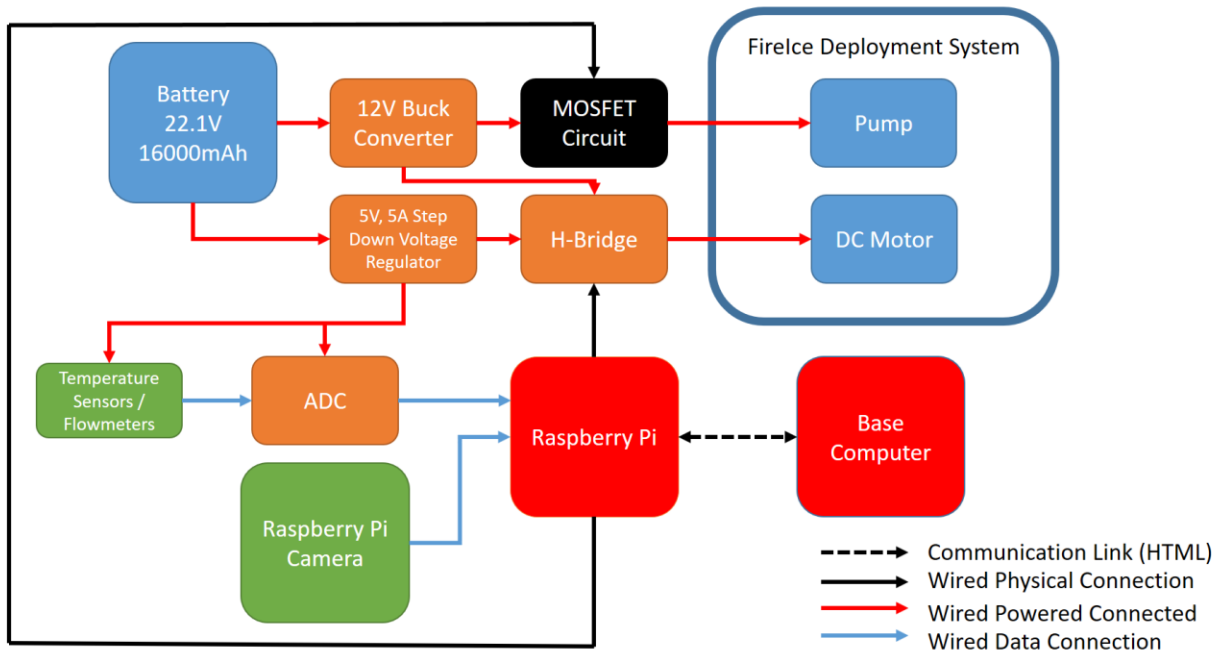 FireIce Deployment System
Battery
22.1V
16000mAh
12V Buck
Converter
MOSFET
Circuit
Pump
5V, 5A Step
Down Voltage
Regulator
H-Bridge
DC Motor
Temperature
Sensors /
Flowmeters
ADC
Raspberry Pi
Base
Computer
Raspberry Pi
Camera
Communication Link (HTML)
Wired Physical Connection
Wired Powered Connected
Wired Data Connection